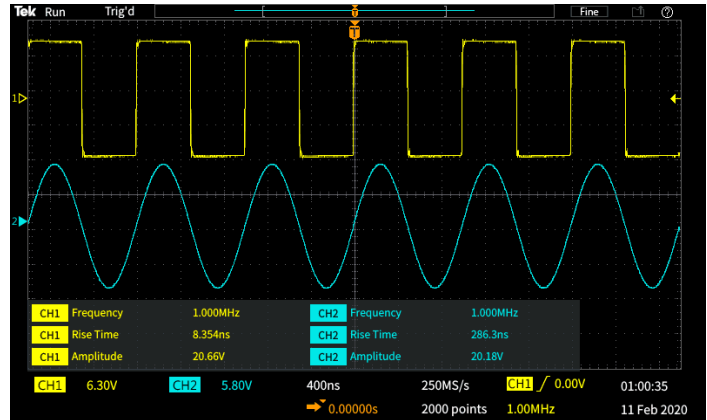 Tek Run Trig'd Fine
T
1
2
CH1 Frequency 1.000MHz CH2 Frequency 1.000MHz
CH1 Rise Time 8.354ns CH2 Rise Time 286.3ns
CH1 Amplitude 20.66V CH2 Amplitude 20.18V
CH1 6.30V CH2 5.80V 400ns 250MS/s CH1 0.00V 01:00:35
0.00000s 2000 points 1.00MHz 11 Feb 2020